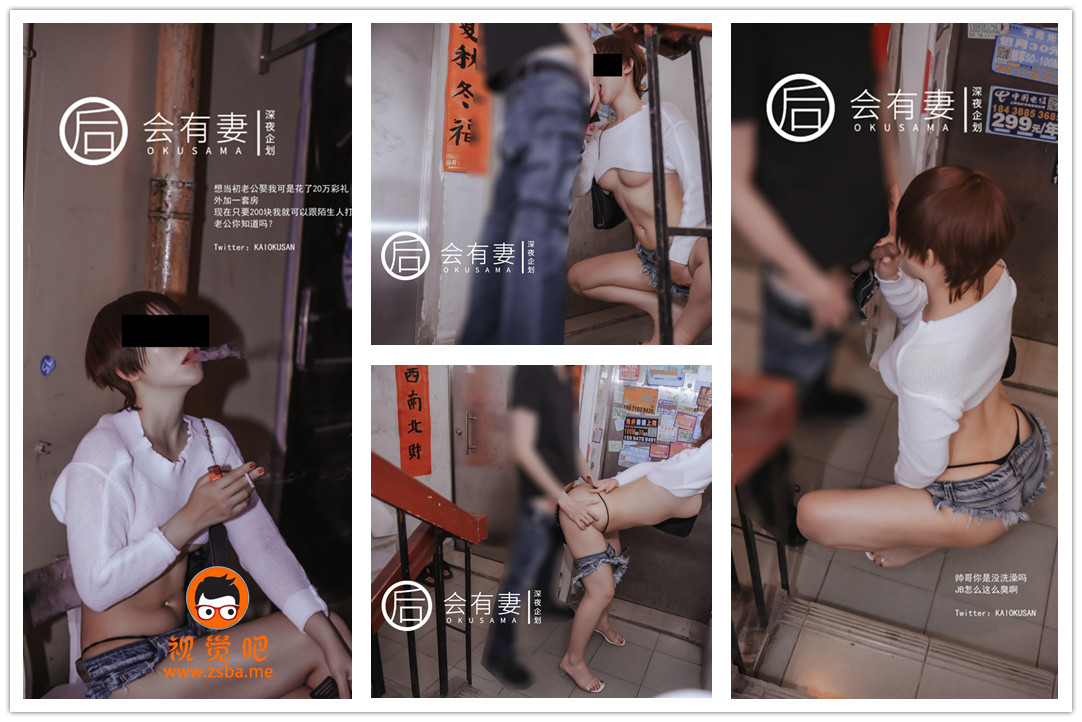 后
会有妻
OKUSAMA
深夜企划
想当初老公娶我可是花了20万彩礼
外加一套房
现在只要200块我就可以跟陌生人打
老公你知道吗？
Twitter：KAIOKUSAN
视觉吧
www.zsba.me
夏秋冬福
后
会有妻
OKUSAMA
深夜企划
西南北財
后
会有妻
OKUSAMA
深夜企划
后
会有妻
OKUSAMA
深夜企划
中国电信
299元/年
帅哥你是没洗澡吗
JB怎么这么臭啊
Twitter：KAIOKUSAN